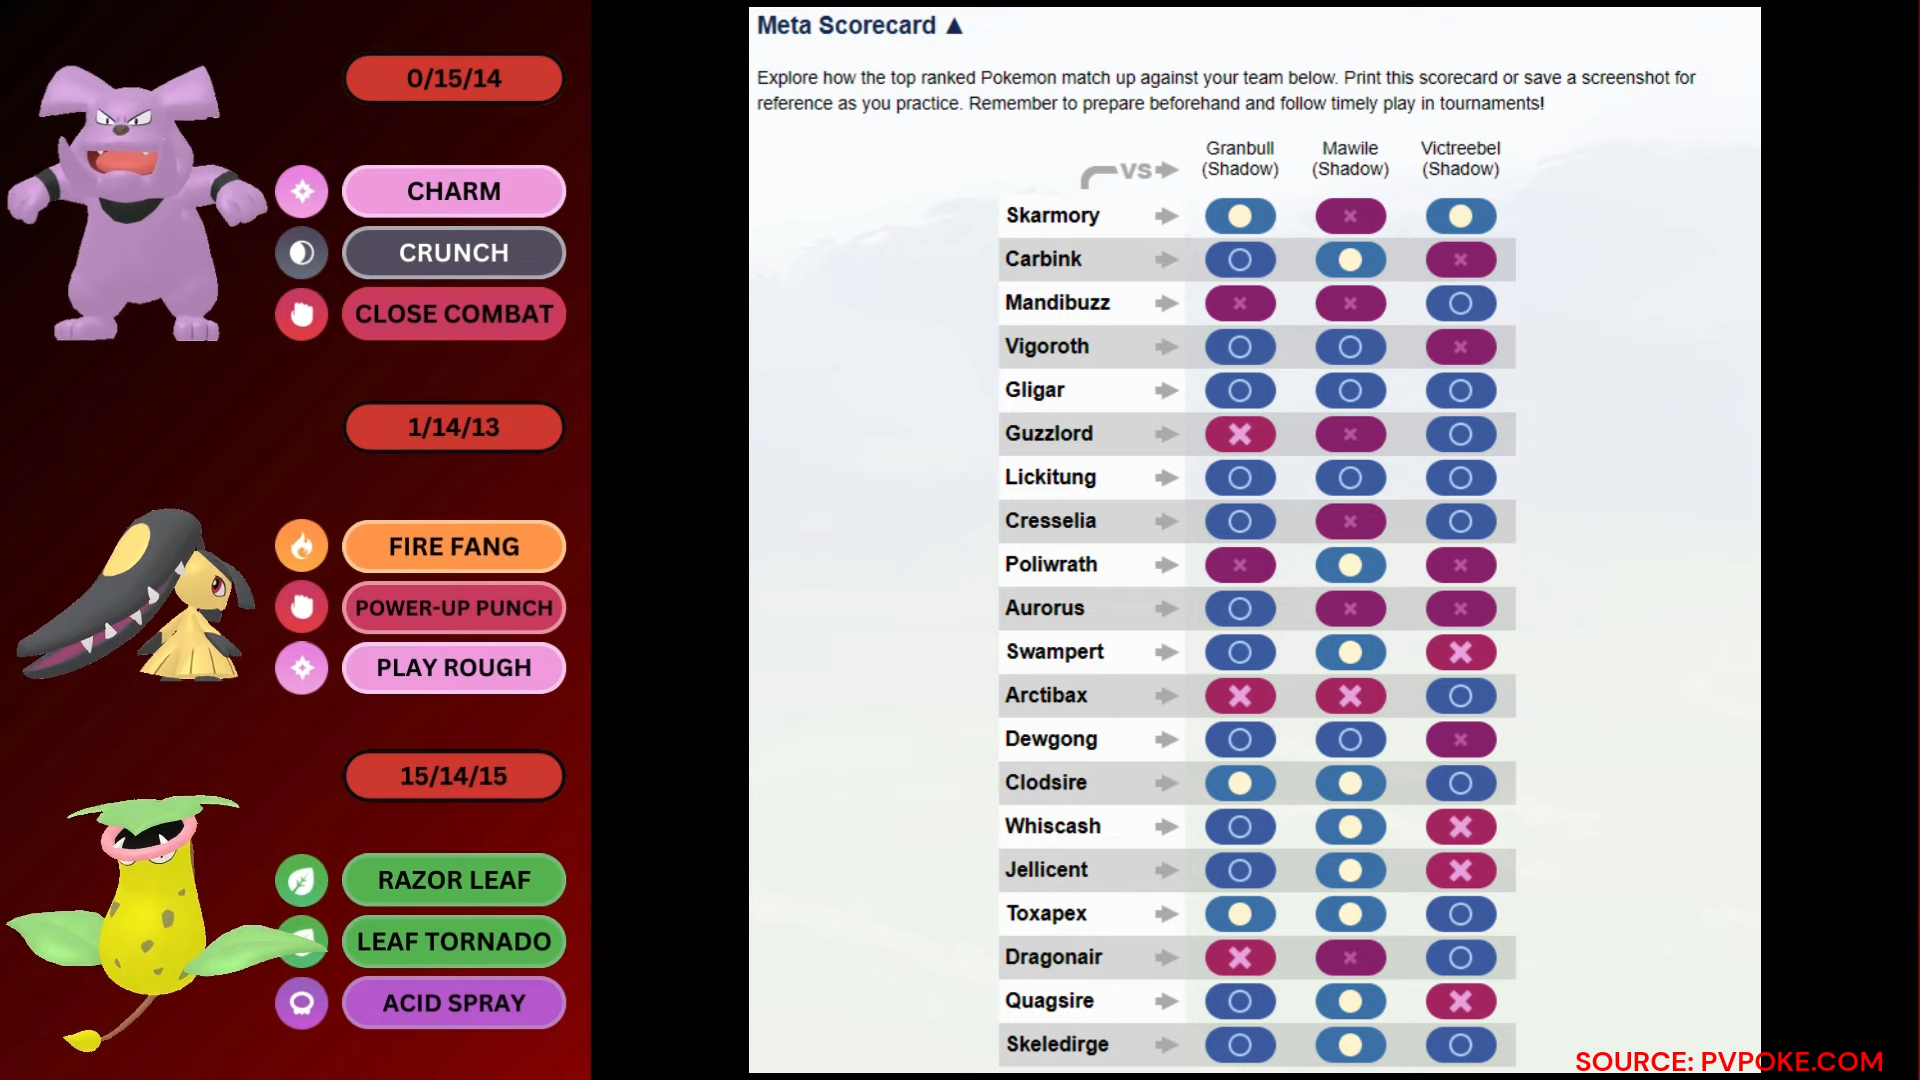 0/15/14
CHARM
CRUNCH
CLOSE COMBAT
1/14/13
FIRE FANG
POWER-UP PUNCH
PLAY ROUGH
15/14/15
RAZOR LEAF
LEAF TORNADO
ACID SPRAY
Meta Scorecard ▲
Explore how the top ranked Pokemon match up against your team below. Print this scorecard or save a screenshot for
reference as you practice. Remember to prepare beforehand and follow timely play in tournaments!
VS
Granbull
(Shadow)
Mawile
(Shadow)
Victreebel
(Shadow)
Skarmory
Carbink
Mandibuzz
Vigoroth
Gligar
Guzzlord
Lickitung
Cresselia
Poliwrath
Aurorus
Swampert
Arctibax
Dewgong
Clodsire
Whiscash
Jellicent
Toxapex
Dragonair
Quagsire
Skeledirge
SOURCE: PVPOKE.COM